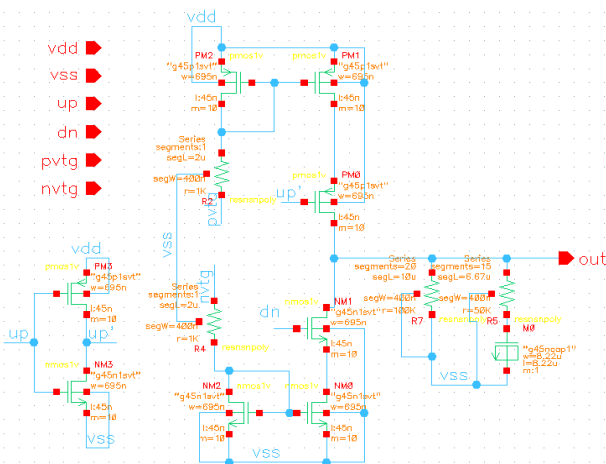 vdd
vss
up
dn
pvtg
nvtg
vdd
PM2
pmos1v
"g45p1svt"
w=695n
l:45n
m=10
pmos1v
PM1
"g45p1svt"
w=695n
l:45n
m=10
Series
segments:1
segL=2u
segW=400n
r=1K
R2
resnsnpoly
pvtg
vss
pmos1v
PM0
"g45p1svt"
w=695n
l:45n
m=10
up'
out
vdd
pmos1v
PM3
"g45p1svt"
w=695n
l:45n
m=10
up
up'
nmos1v
NM3
"g45n1svt"
w=695n
l:45n
m=10
vss
nvtg
Series
segments:1
segL=2u
segW=400n
r=1K
R4
resnsnpoly
dn
nmos1v
NM1
"g45n1svt"
w=695n
l:45n
m=10
NM2
nmos1v
"g45n1svt"
w=695n
l:45n
m=10
nmos1v
NM0
"g45n1svt"
w=695n
l:45n
m=10
vss
Series
segments=20
segL=10u
segW=400n
r=100K
R7
Series
segments=15
segL=6.67u
segW=400n
r=50K
R5
vss
M0
"g45ncap1"
w=8.22u
l=8.22u
m:1